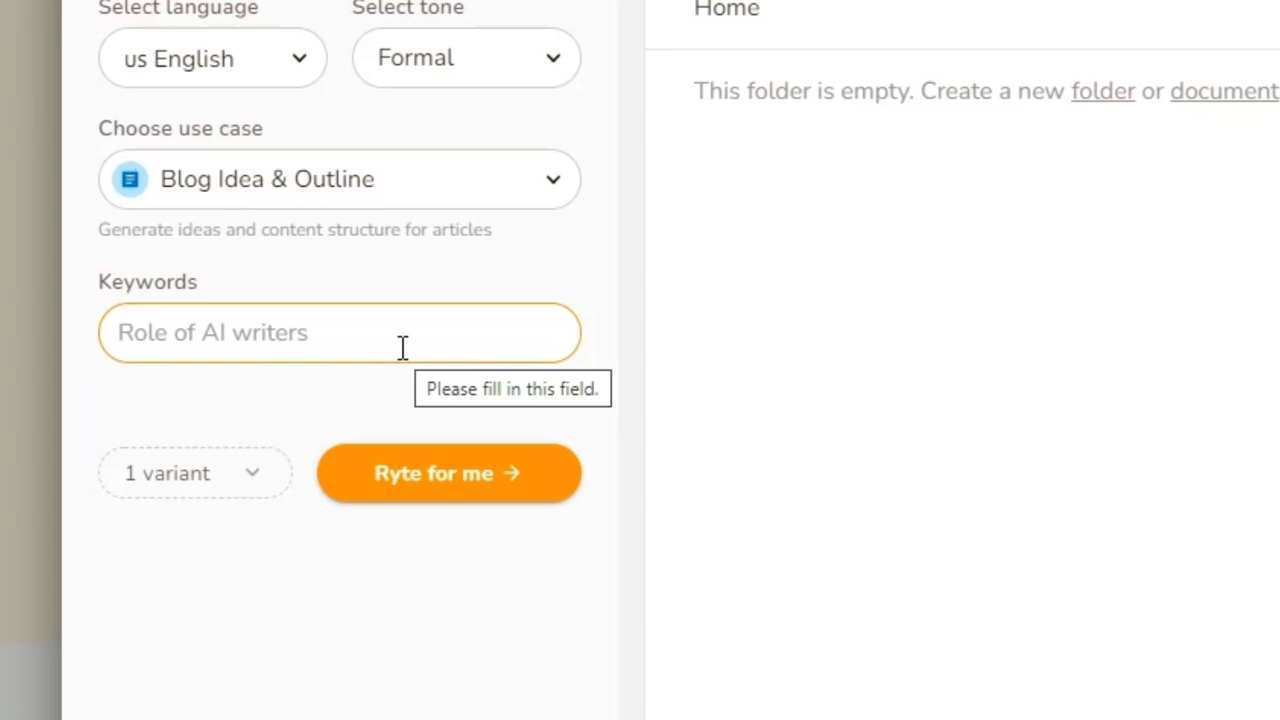 Select language
Select tone
us English
Formal
Choose use case
Blog Idea & Outline
Generate ideas and content structure for articles
Keywords
Role of AI writers
Please fill in this field.
1 variant
Ryte for me →
Home
This folder is empty. Create a new folder or document